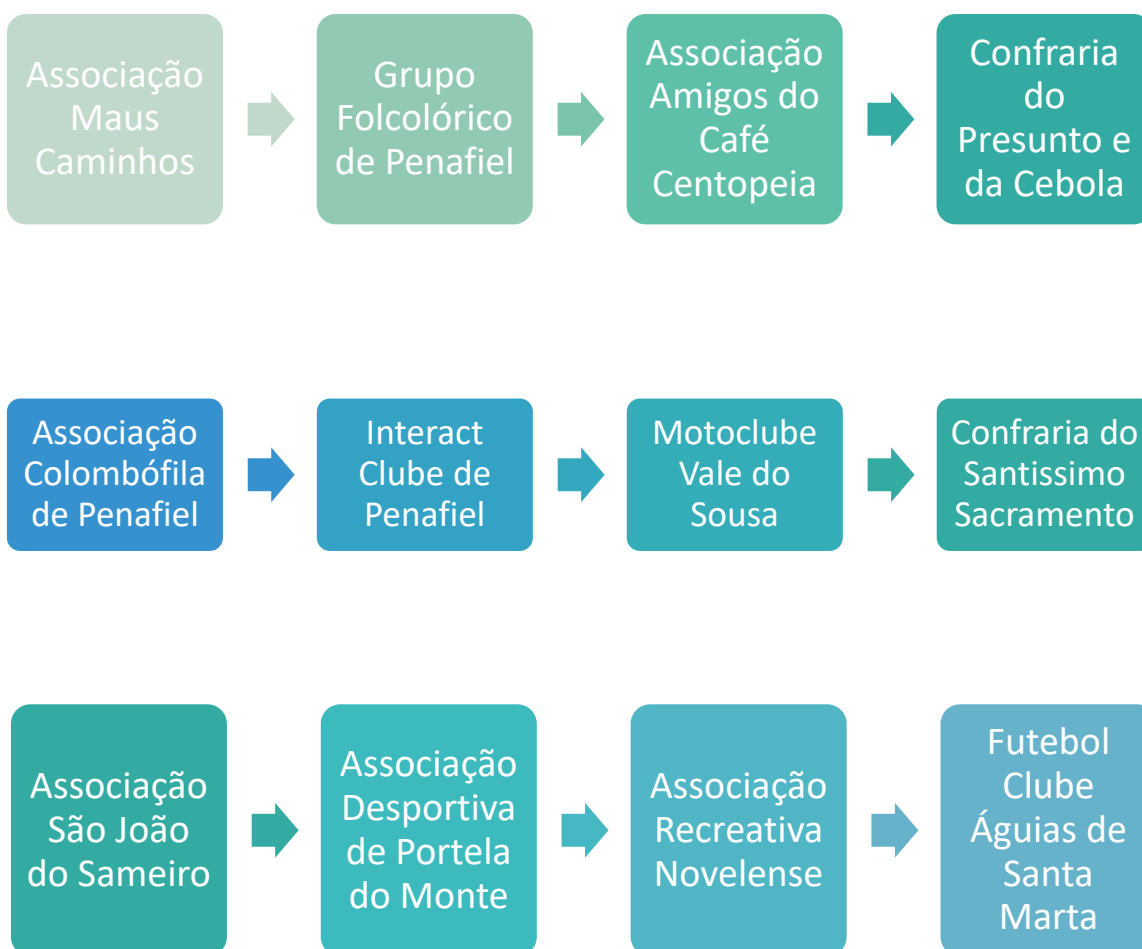 Associação
Maus
Caminhos
Grupo
Folcolórico
de Penafiel
Associação
Amigos do
Café
Centopeia
Confraria
do
Presunto e
da Cebola
Associação
Colombófila
de Penafiel
Interact
Clube de
Penafiel
Motoclube
Vale do
Sousa
Confraria do
Santissimo
Sacramento
Associação
São João
do Sameiro
Associação
Desportiva
de Portela
do Monte
Associação
Recreativa
Novelense
Futebol
Clube
Águias de
Santa
Marta